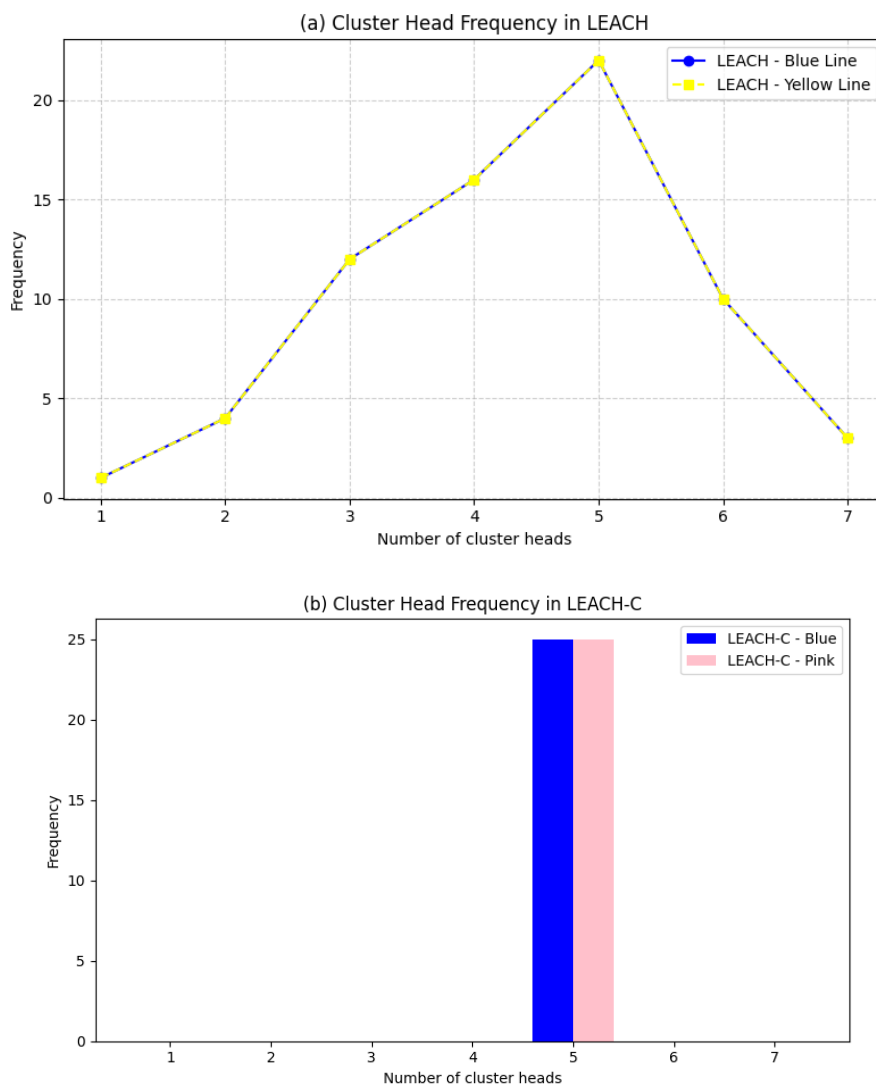 (a) Cluster Head Frequency in LEACH
LEACH - Blue Line
LEACH - Yellow Line
20
15
10
5
0
Frequency
1 2 3 4 5 6 7
Number of cluster heads
(b) Cluster Head Frequency in LEACH-C
LEACH-C - Blue
LEACH-C - Pink
25
20
15
10
5
0
Frequency
1 2 3 4 5 6 7
Number of cluster heads